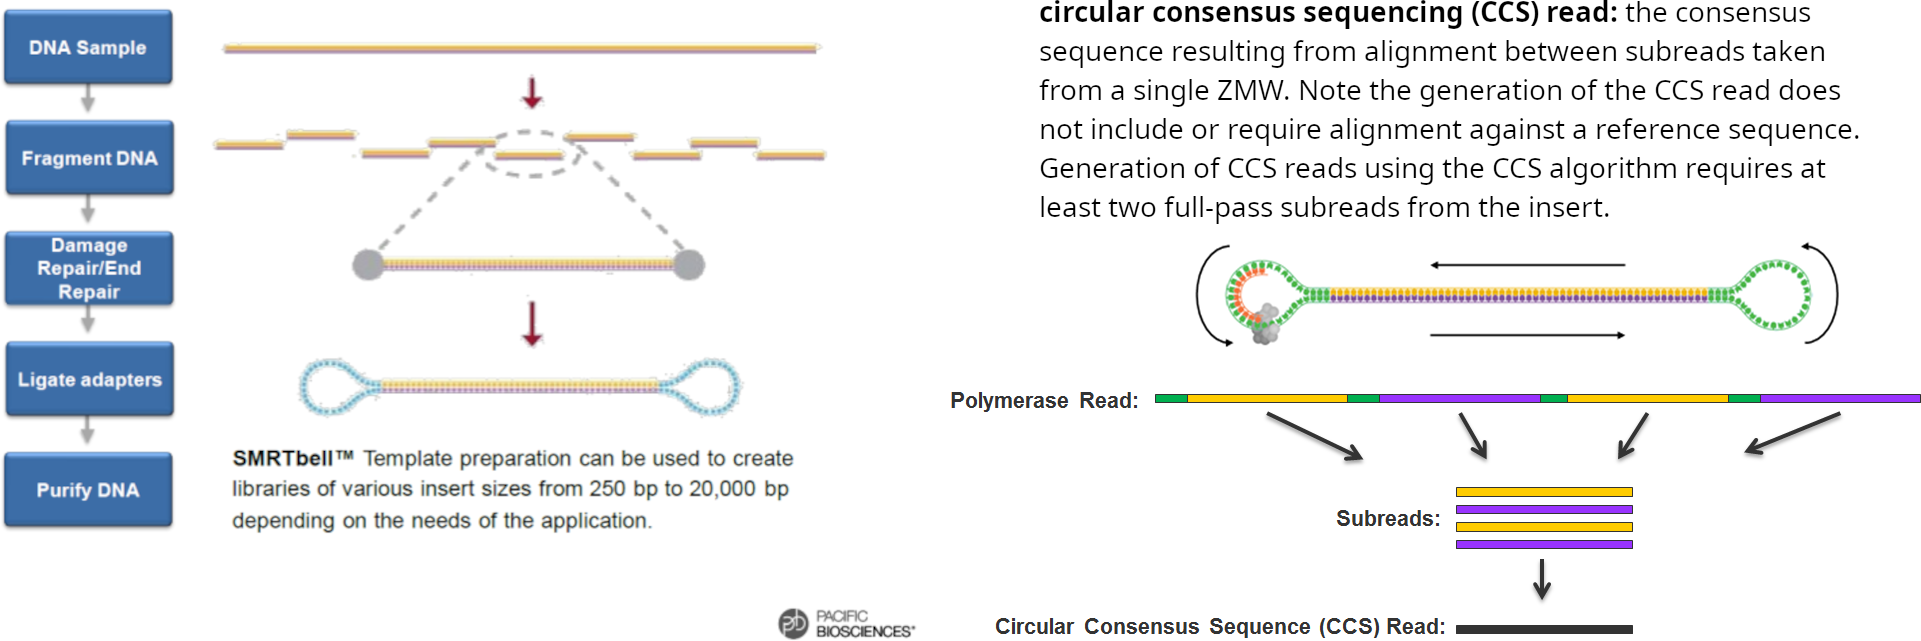 DNA Sample
Fragment DNA
Damage
Repair/End
Repair
Ligate adapters
Purify DNA
SMRTbell™ Template preparation can be used to create
libraries of various insert sizes from 250 bp to 20,000 bp
depending on the needs of the application.
PACIFIC
BIOSCIENCES®
circular consensus sequencing (CCS) read: the consensus
sequence resulting from alignment between subreads taken
from a single ZMW. Note the generation of the CCS read does
not include or require alignment against a reference sequence.
Generation of CCS reads using the CCS algorithm requires at
least two full-pass subreads from the insert.
Polymerase Read:
Subreads:
Circular Consensus Sequence (CCS) Read: